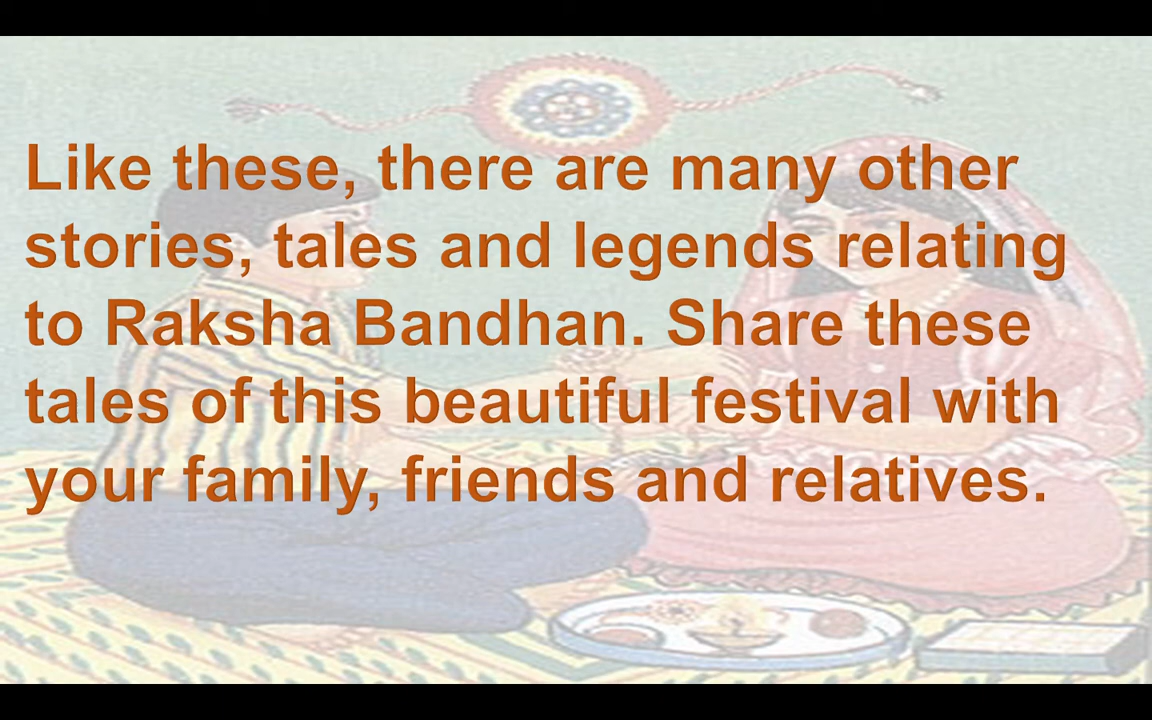 Like these, there are many other
stories, tales and legends relating
to Raksha Bandhan. Share these
tales of this beautiful festival with
your family, friends and relatives.